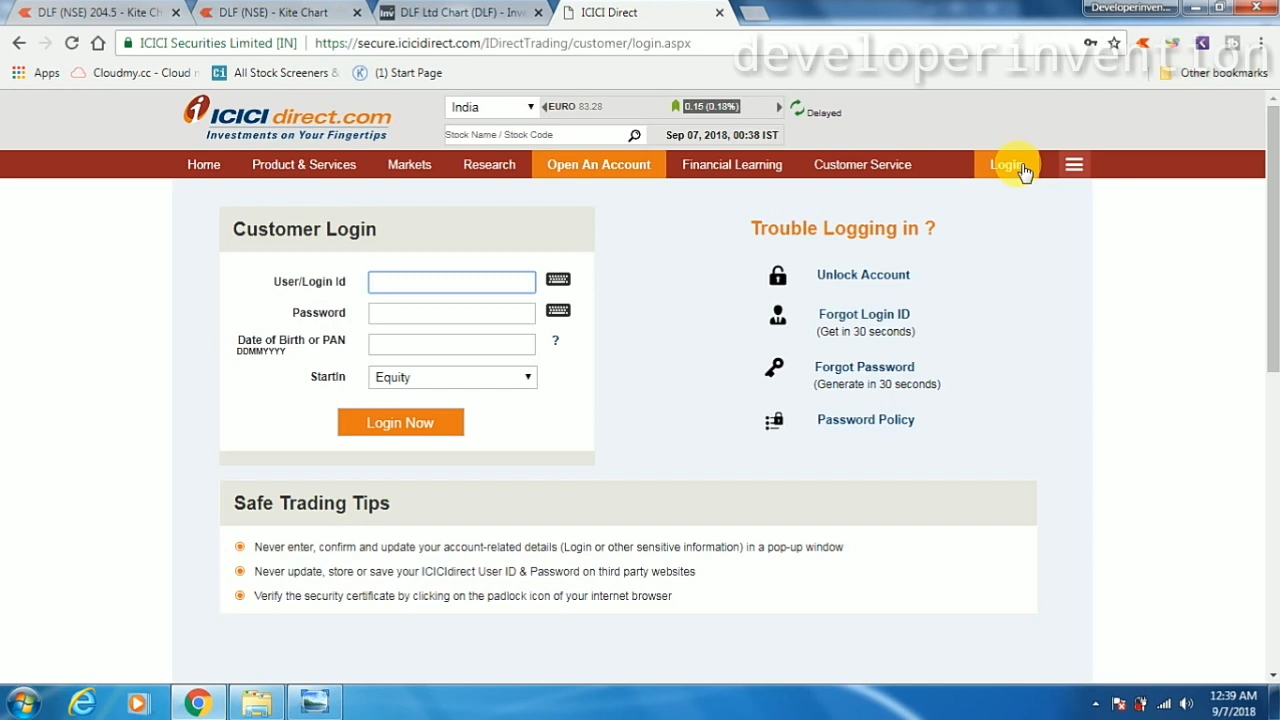 DLF (NSE) 204.5 - Kite Ch
DLF (NSE) - Kite Chart
DLF Ltd Chart (DLF) - Inv
ICICI Direct
Developerinven...
ICICI Securities Limited [IN]
https://secure.icicidirect.com/IDirectTrading/customer/login.aspx
developerinvention
Apps
Cloudmy.cc - Cloud
All Stock Screeners &
(1) Start Page
Other bookmarks
ICICI direct.com
Investments on Your Fingertips
India
EURO 83.28
0.15 (0.18%)
Delayed
Stock Name / Stock Code
Sep 07, 2018, 00:38 IST
Home
Product & Services
Markets
Research
Open An Account
Financial Learning
Customer Service
Login
Customer Login
User/Login Id
Password
Date of Birth or PAN
DDMMYYYY
?
StartIn
Equity
Login Now
Trouble Logging in ?
Unlock Account
Forgot Login ID
(Get in 30 seconds)
Forgot Password
(Generate in 30 seconds)
Password Policy
Safe Trading Tips
Never enter, confirm and update your account-related details (Login or other sensitive information) in a pop-up window
Never update, store or save your ICICIdirect User ID & Password on third party websites
Verify the security certificate by clicking on the padlock icon of your internet browser
12:39 AM
9/7/2018